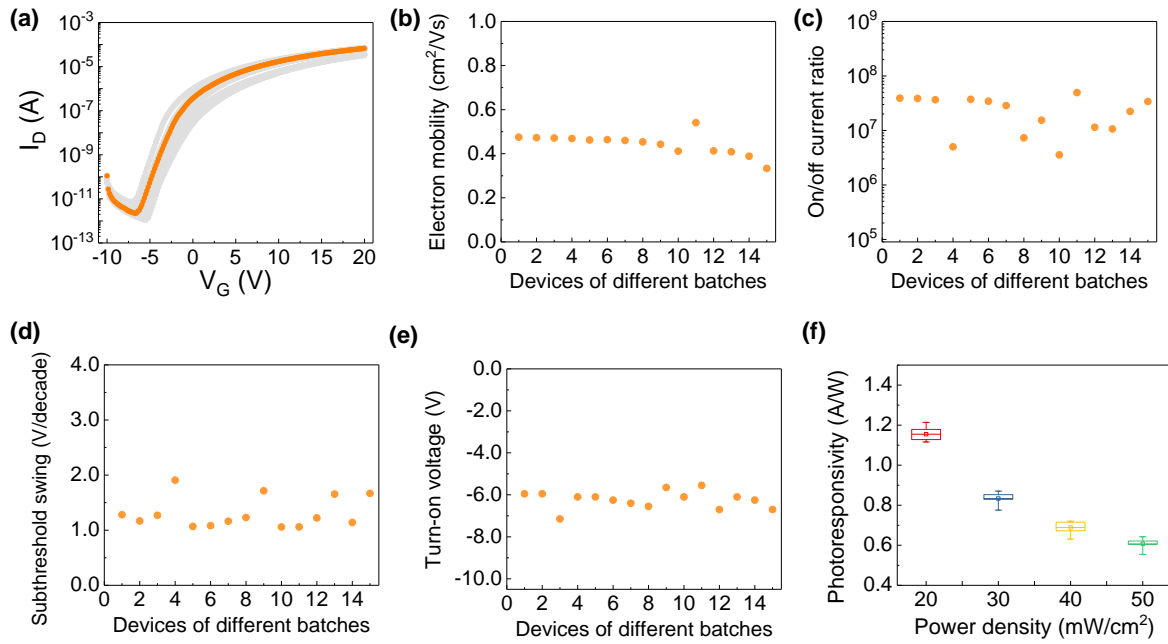 (a)
I_D (A)
10^-3
10^-5
10^-7
10^-9
10^-11
10^-13
-10 -5 0 5 10 15 20
V_G (V)
(b)
Electron mobility (cm^2/Vs)
1.0
0.8
0.6
0.4
0.2
0.0
0 2 4 6 8 10 12 14
Devices of different batches
(c)
On/off current ratio
10^9
10^8
10^7
10^6
10^5
0 2 4 6 8 10 12 14
Devices of different batches
(d)
Subthreshold swing (V/decade)
4.0
3.0
2.0
1.0
0.0
0 2 4 6 8 10 12 14
Devices of different batches
(e)
Turn-on voltage (V)
0.0
-2.0
-4.0
-6.0
-8.0
-10.0
0 2 4 6 8 10 12 14
Devices of different batches
(f)
Photoresponsivity (A/W)
1.4
1.2
1.0
0.8
0.6
0.4
20 30 40 50
Power density (mW/cm^2)